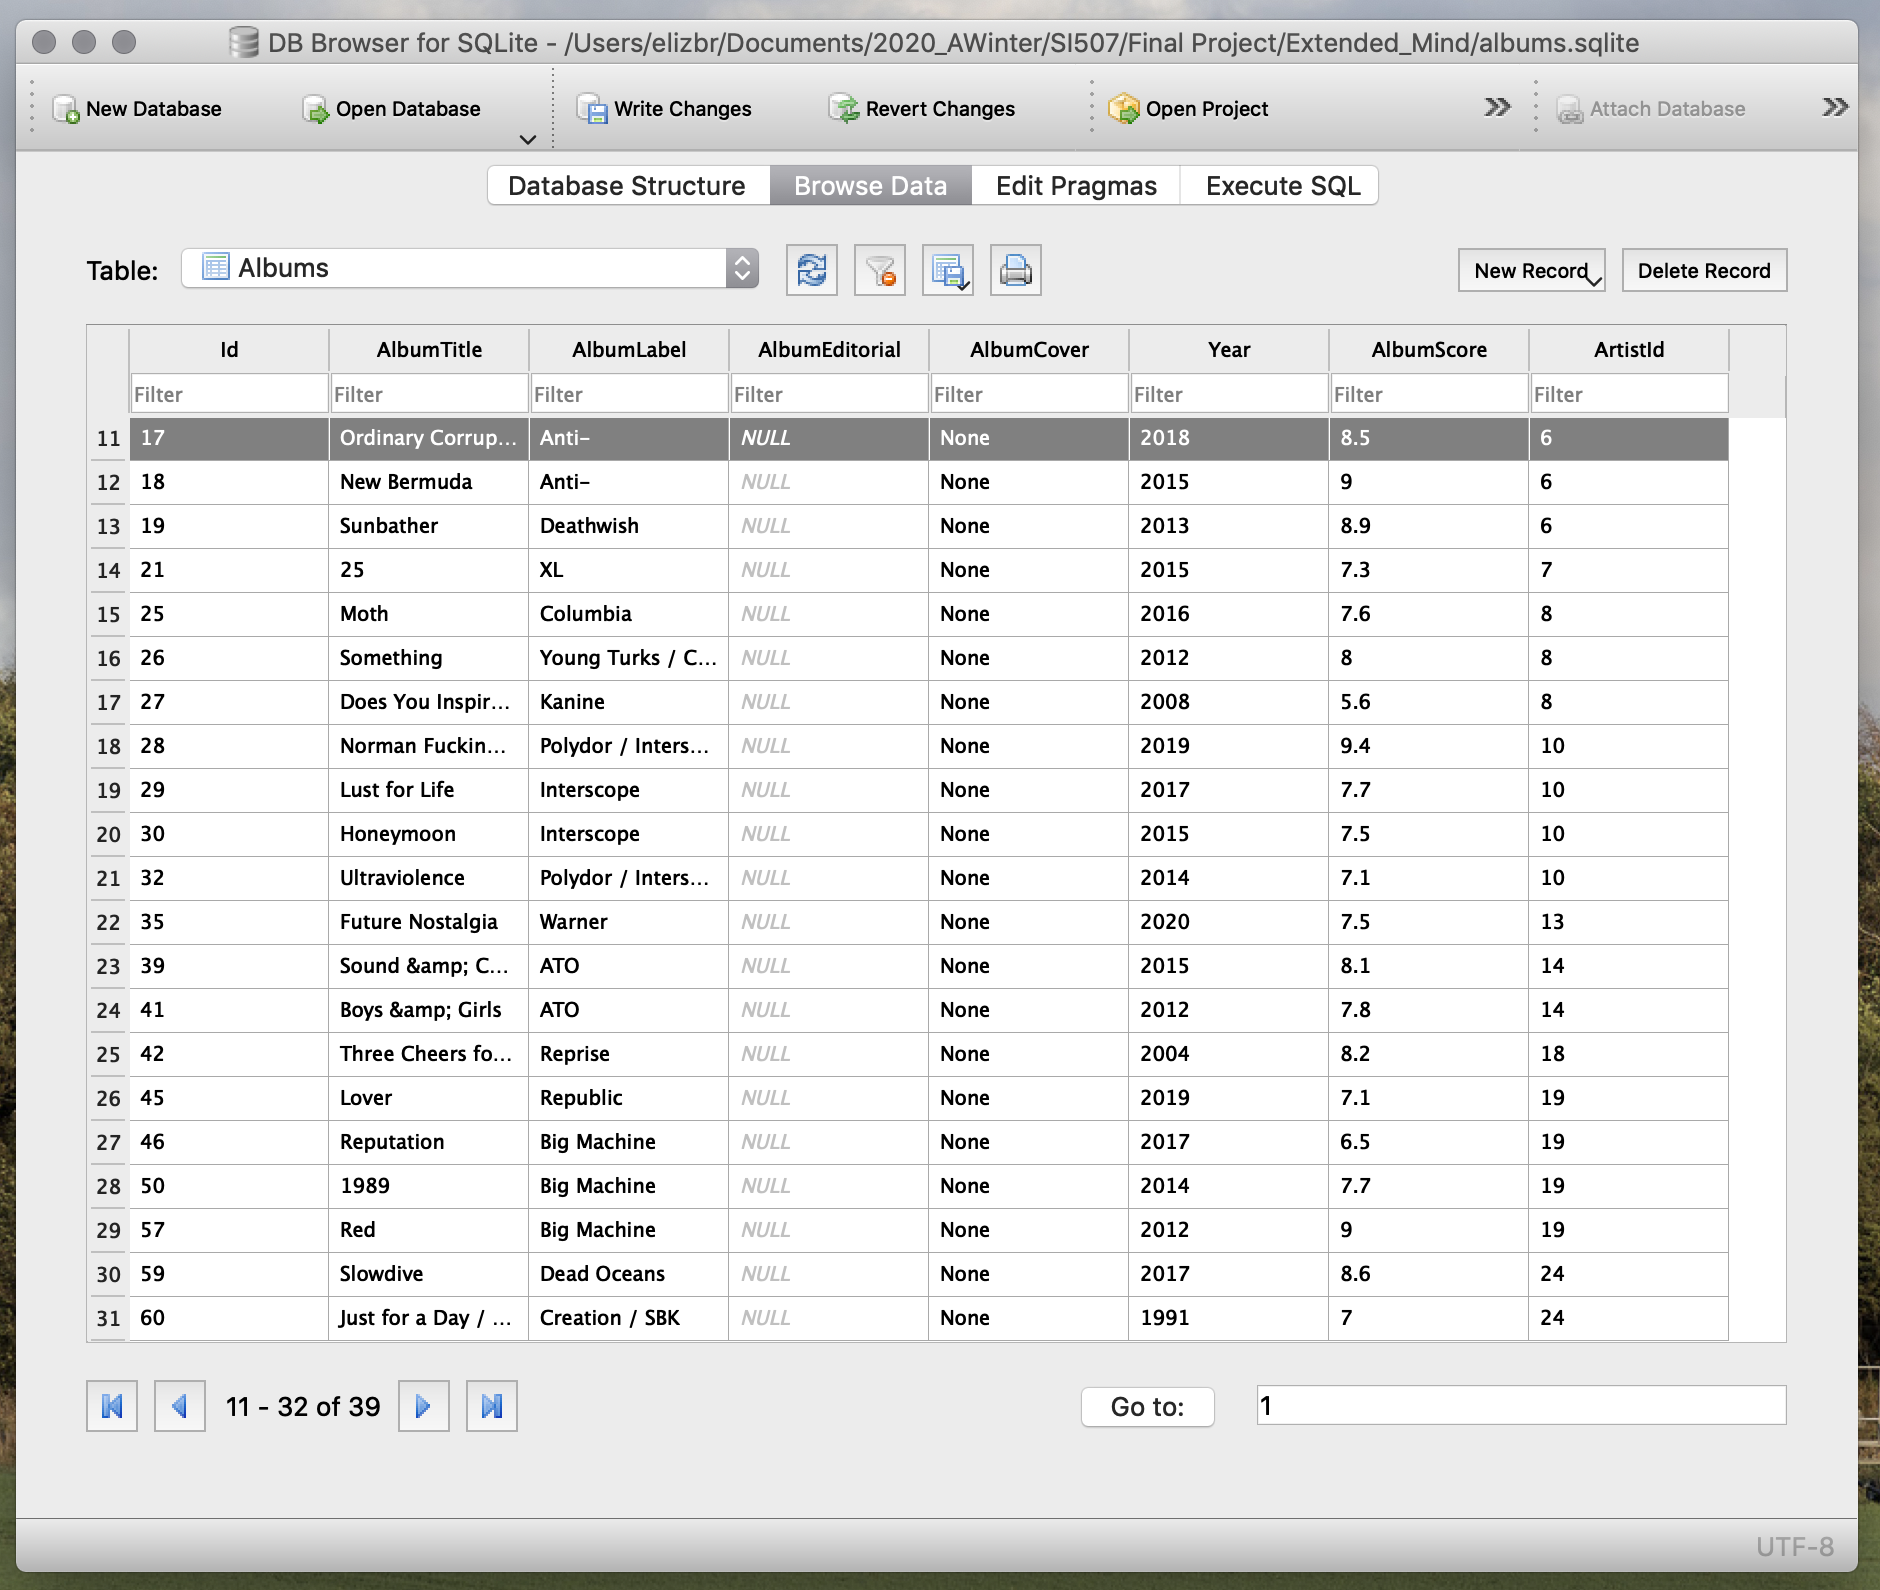 DB Browser for SQLite - /Users/elizbr/Documents/2020_AWinter/SI507/Final Project/Extended_Mind/albums.sqlite
New Database Open Database Write Changes Revert Changes Open Project Attach Database
Database Structure Browse Data Edit Pragmas Execute SQL
Table: Albums New Record Delete Record
Id AlbumTitle AlbumLabel AlbumEditorial AlbumCover Year AlbumScore ArtistId
Filter Filter Filter Filter Filter Filter Filter Filter
11 17 Ordinary Corrup... Anti- NULL None 2018 8.5 6
12 18 New Bermuda Anti- NULL None 2015 9 6
13 19 Sunbather Deathwish NULL None 2013 8.9 6
14 21 25 XL NULL None 2015 7.3 7
15 25 Moth Columbia NULL None 2016 7.6 8
16 26 Something Young Turks / C... NULL None 2012 8 8
17 27 Does You Inspir... Kanine NULL None 2008 5.6 8
18 28 Norman Fuckin... Polydor / Inters... NULL None 2019 9.4 10
19 29 Lust for Life Interscope NULL None 2017 7.7 10
20 30 Honeymoon Interscope NULL None 2015 7.5 10
21 32 Ultraviolence Polydor / Inters... NULL None 2014 7.1 10
22 35 Future Nostalgia Warner NULL None 2020 7.5 13
23 39 Sound &amp; C... ATO NULL None 2015 8.1 14
24 41 Boys &amp; Girls ATO NULL None 2012 7.8 14
25 42 Three Cheers fo... Reprise NULL None 2004 8.2 18
26 45 Lover Republic NULL None 2019 7.1 19
27 46 Reputation Big Machine NULL None 2017 6.5 19
28 50 1989 Big Machine NULL None 2014 7.7 19
29 57 Red Big Machine NULL None 2012 9 19
30 59 Slowdive Dead Oceans NULL None 2017 8.6 24
31 60 Just for a Day / ... Creation / SBK NULL None 1991 7 24
11 - 32 of 39 Go to: 1
UTF-8